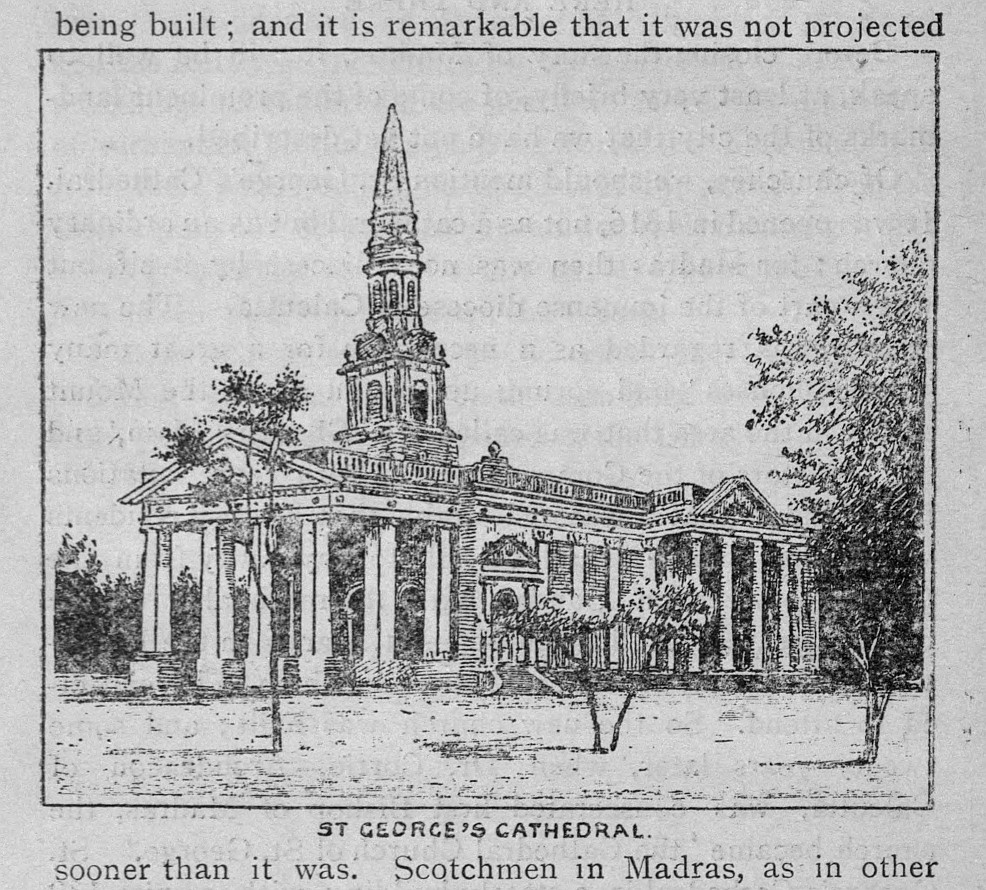 being built ; and it is remarkable that it was not projected
ST GEORGE'S CATHEDRAL.
sooner than it was. Scotchmen in Madras, as in other